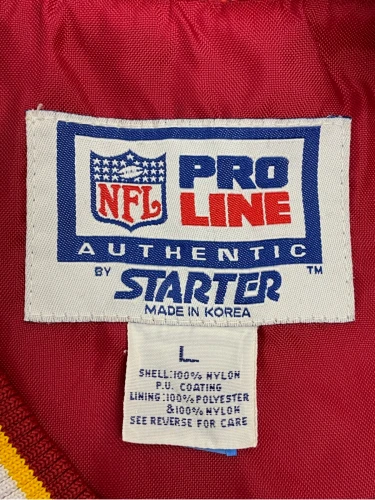 NFL
PRO
LINE
AUTHENTIC
BY STARTER TM
MADE IN KOREA
L
SHELL:100% NYLON
P.U. COATING
LINING:100% POLYESTER
&100% NYLON
SEE REVERSE FOR CARE